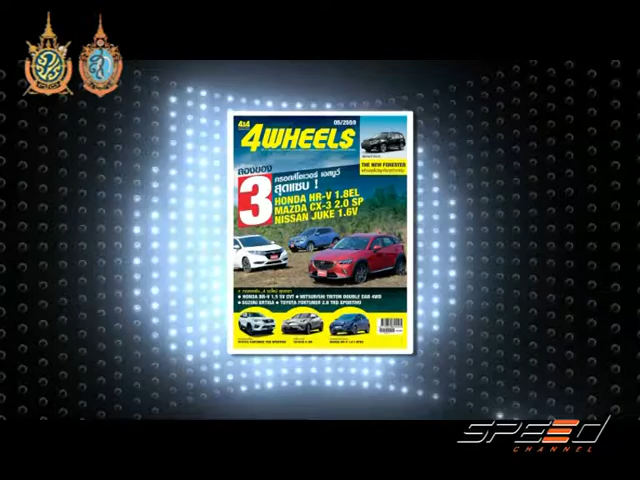 4x4
05/2559
4WHEELS
THE NEW FORESTER
ลองของ
3
ครอสส์โอเวอร์ เอสยูวี
สุดแซบ !
HONDA HR-V 1.8EL
MAZDA CX-3 2.0 SP
NISSAN JUKE 1.6V
• HONDA BR-V 1.5 SV CVT • MITSUBISHI TRITON DOUBLE CAB 4WD
• SUZUKI ERTIGA • TOYOTA FORTUNER 2.8 TRD SPORTIVO
SPEED
CHANNEL